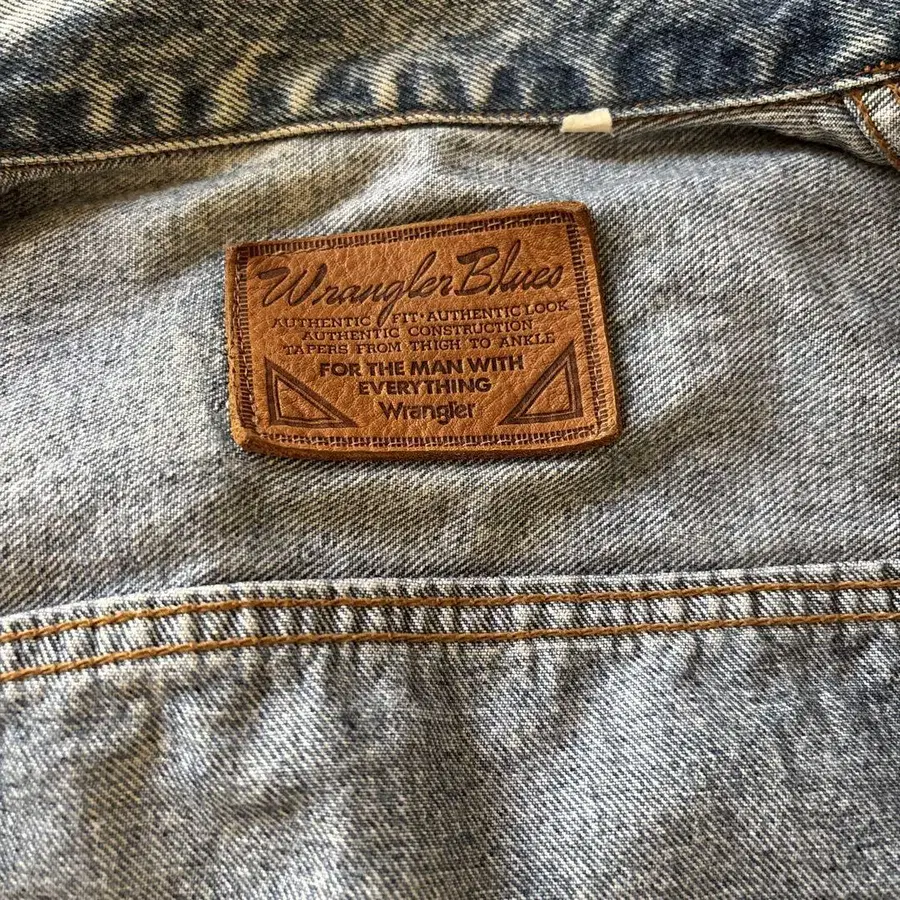 Wrangler Blues
AUTHENTIC FIT·AUTHENTIC LOOK
AUTHENTIC CONSTRUCTION
TAPERS FROM THIGH TO ANKLE
FOR THE MAN WITH
EVERYTHING
Wrangler